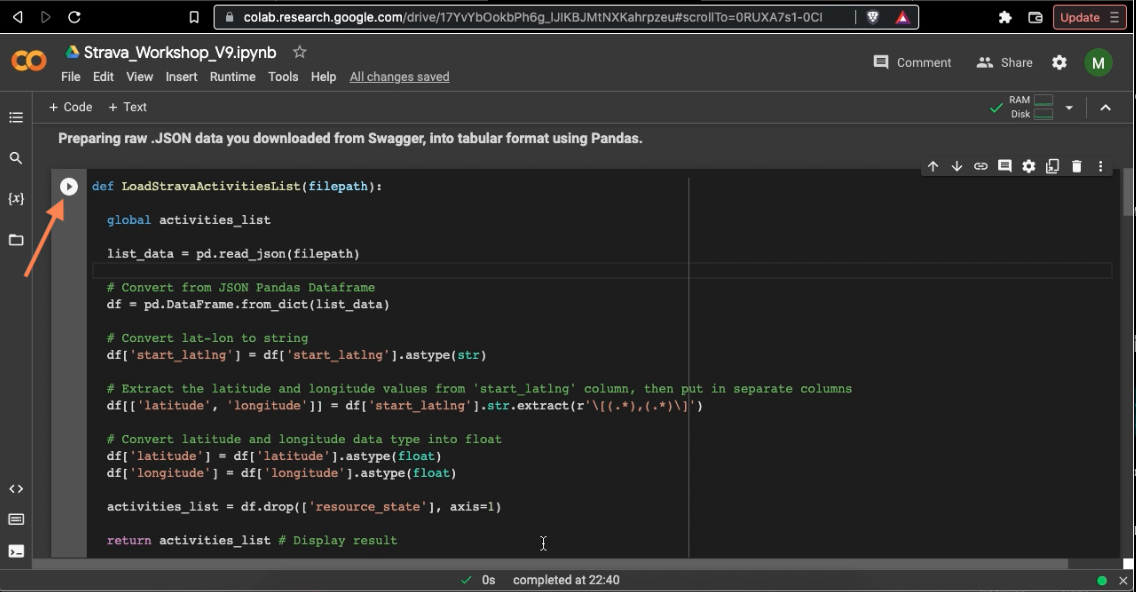 colab.research.google.com/drive/17YvYbOokbPh6g_IJIKBJMtNXKahrpzeu#scrollTo=0RUXA7s1-0CI
Update
Strava_Workshop_V9.ipynb
File Edit View Insert Runtime Tools Help All changes saved
Comment Share M
+ Code + Text
RAM
Disk
Preparing raw .JSON data you downloaded from Swagger, into tabular format using Pandas.
def LoadStravaActivitiesList(filepath):
global activities_list
list_data = pd.read_json(filepath)
# Convert from JSON Pandas Dataframe
df = pd.DataFrame.from_dict(list_data)
# Convert lat-lon to string
df['start_latlng'] = df['start_latlng'].astype(str)
# Extract the latitude and longitude values from 'start_latlng' column, then put in separate columns
df[['latitude', 'longitude']] = df['start_latlng'].str.extract(r'\[(.*),(.*)\]')
# Convert latitude and longitude data type into float
df['latitude'] = df['latitude'].astype(float)
df['longitude'] = df['longitude'].astype(float)
activities_list = df.drop(['resource_state'], axis=1)
return activities_list # Display result
0s completed at 22:40